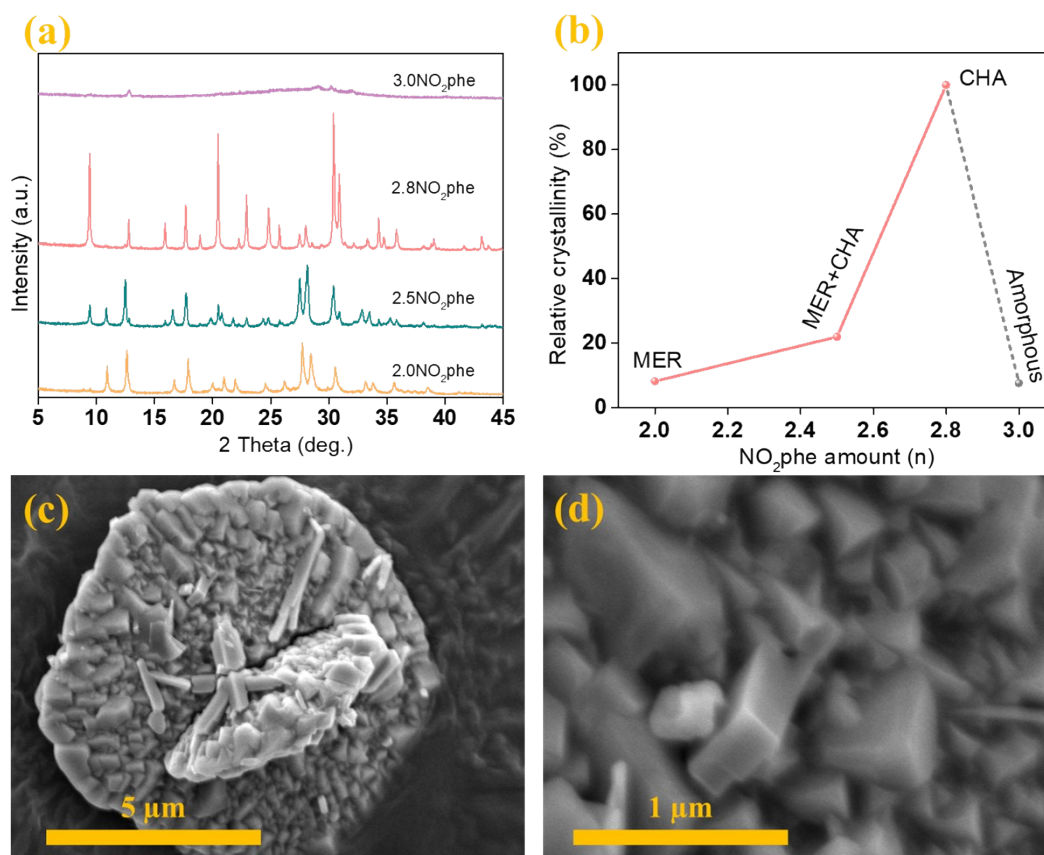 (a)
3.0NO₂phe
2.8NO₂phe
2.5NO₂phe
2.0NO₂phe
Intensity (a.u.)
5 10 15 20 25 30 35 40 45
2 Theta (deg.)
(b)
100
80
60
40
20
0
Relative crystallinity (%)
CHA
MER+CHA
MER
Amorphous
2.0 2.2 2.4 2.6 2.8 3.0
NO₂phe amount (n)
(c)
5 µm
(d)
1 µm